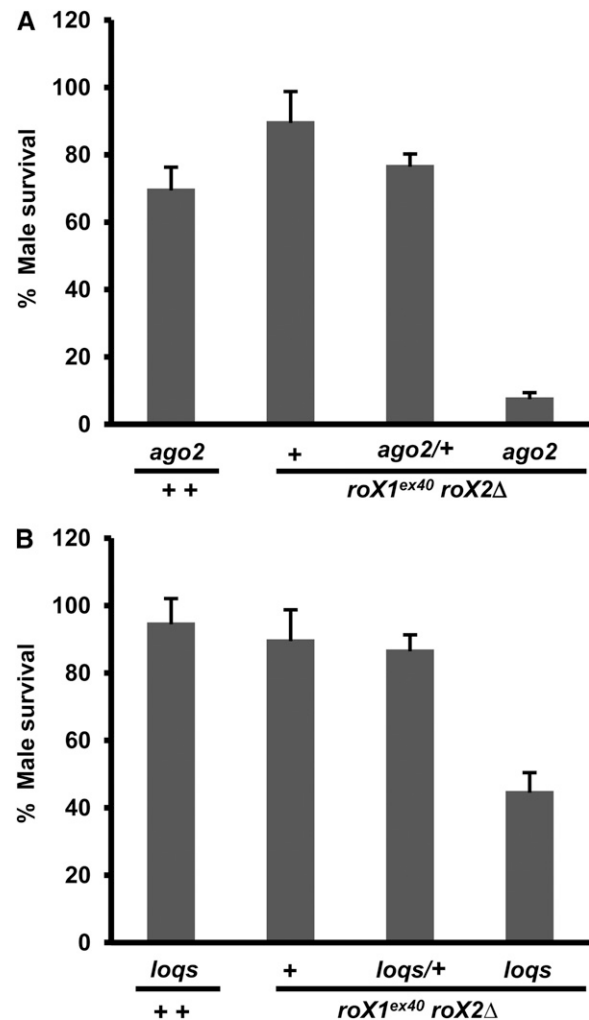 A
120
100
80
60
40
20
0
% Male survival
ago2 + ago2/+ ago2
+ + roX1ex40 roX2Δ
B
120
100
80
60
40
20
0
% Male survival
loqs + loqs/+ loqs
+ + roX1ex40 roX2Δ